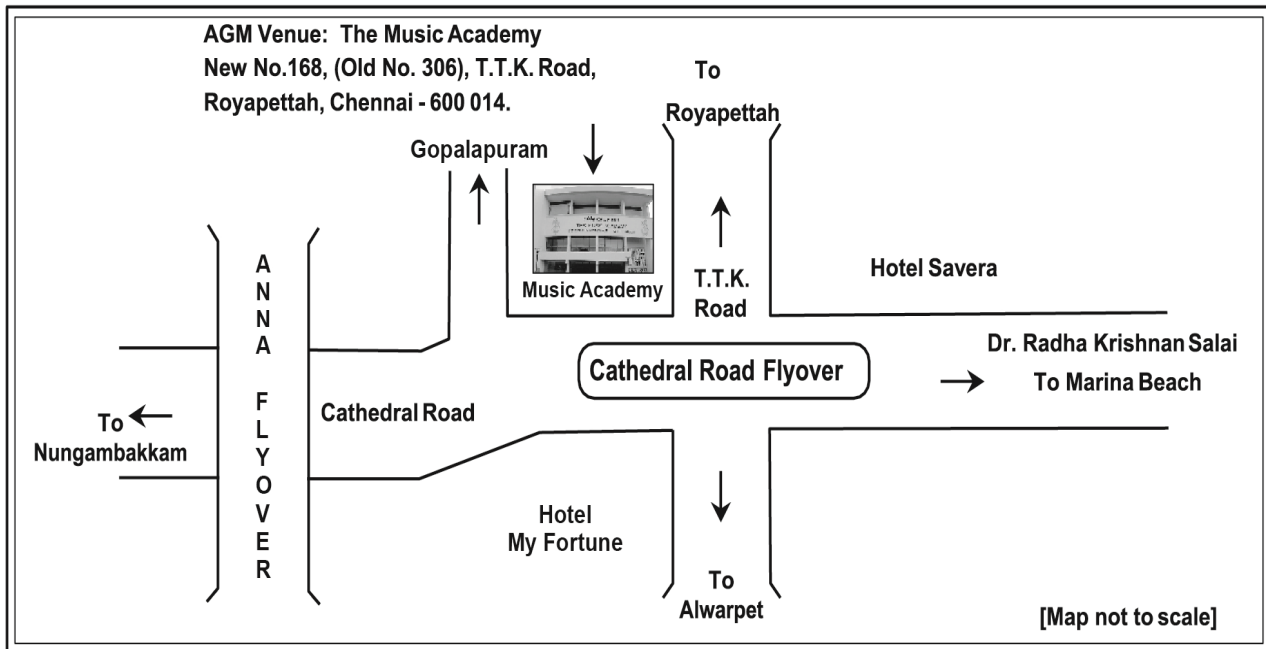 AGM Venue: The Music Academy
New No.168, (Old No. 306), T.T.K. Road,
Royapettah, Chennai - 600 014.
To
Royapettah
Gopalapuram
Music Academy
T.T.K.
Road
Hotel Savera
ANNA FLYOVER
Cathedral Road Flyover
Dr. Radha Krishnan Salai
To Marina Beach
Cathedral Road
To
Nungambakkam
Hotel
My Fortune
To
Alwarpet
[Map not to scale]